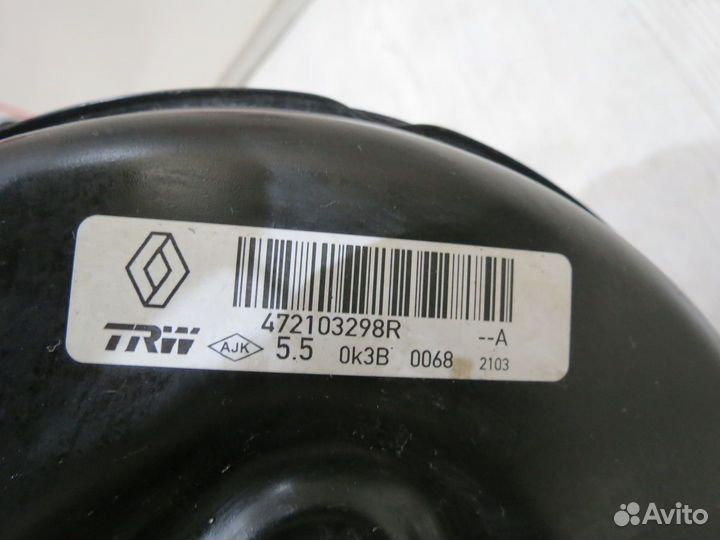 472103298R --A
TRW AJK 5.5 0k3B 0068 2103
Avito